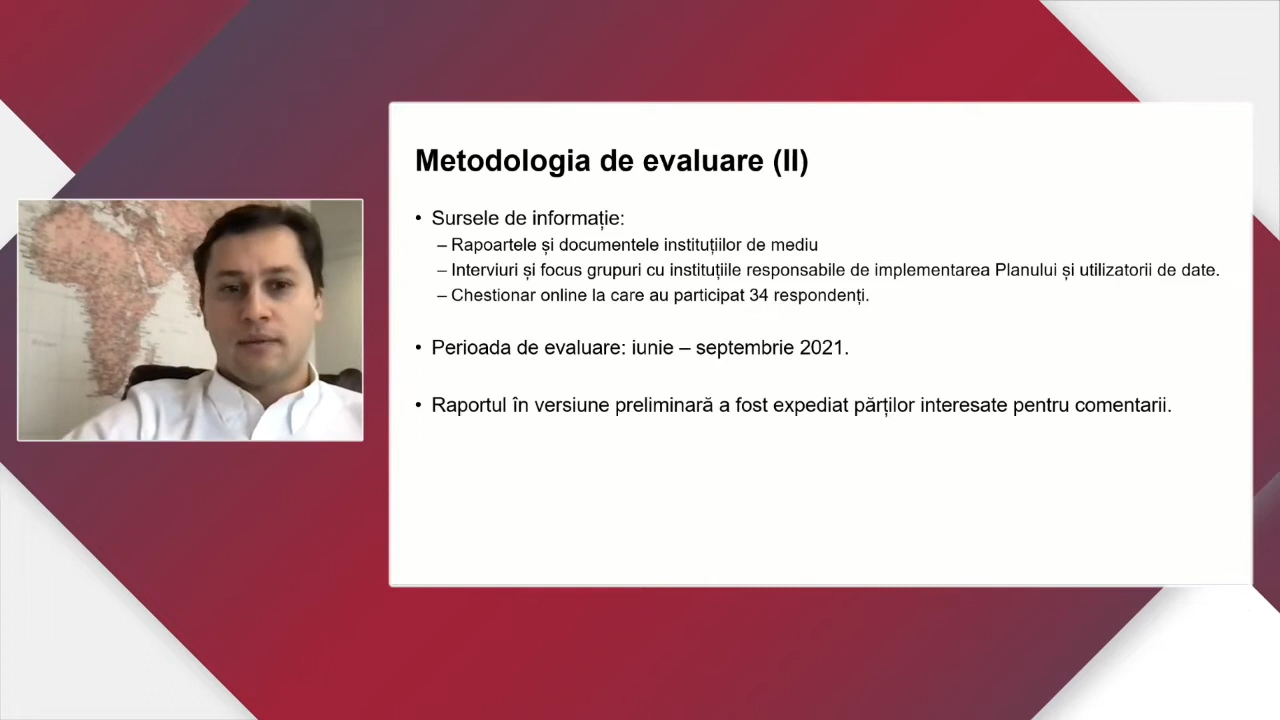 Metodologia de evaluare (II)
• Sursele de informație:
– Rapoartele și documentele instituțiilor de mediu
– Interviuri și focus grupuri cu instituțiile responsabile de implementarea Planului și utilizatorii de date.
– Chestionar online la care au participat 34 respondenți.
• Perioada de evaluare: iunie – septembrie 2021.
• Raportul în versiune preliminară a fost expediat părților interesate pentru comentarii.